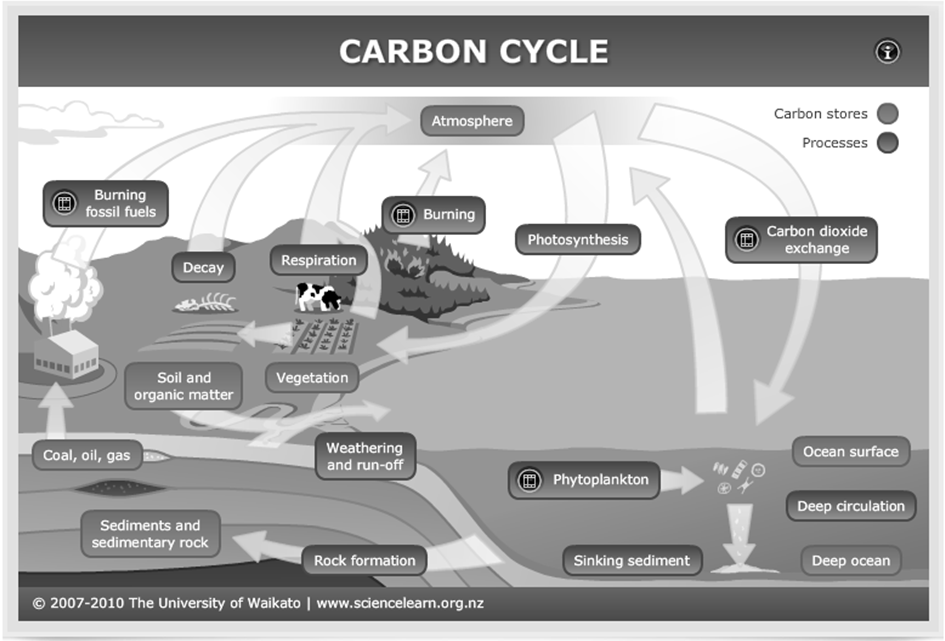 CARBON CYCLE
i
Atmosphere
Carbon stores
Processes
Burning
fossil fuels
Burning
Photosynthesis
Carbon dioxide
exchange
Decay
Respiration
Soil and
organic matter
Vegetation
Coal, oil, gas
Weathering
and run-off
Ocean surface
Phytoplankton
Deep circulation
Sediments and
sedimentary rock
Rock formation
Sinking sediment
Deep ocean
© 2007-2010 The University of Waikato | www.sciencelearn.org.nz